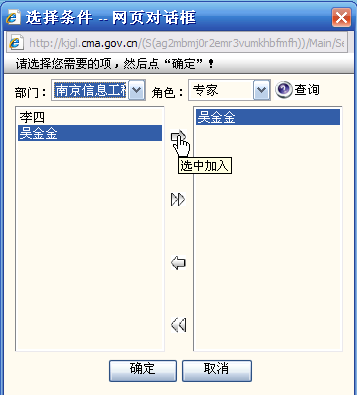 选择条件 -- 网页对话框
http://kjgl.cma.gov.cn/(S(ag2mbmj0r2emr3vumkhbfmfh))/Main/Se
请选择您需要的项，然后点“确定”！
部门： 南京信息工程 角色： 专家 查询
李四
吴金金
吴金金
选中加入
确定 取消